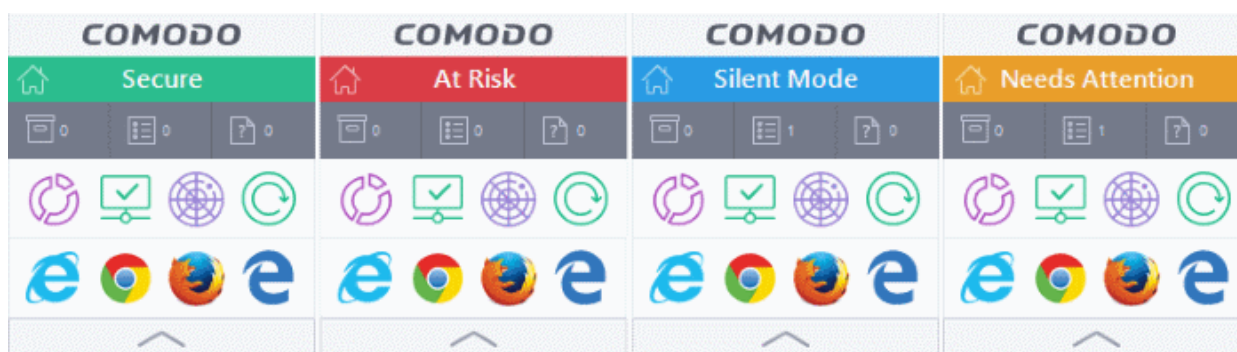 COMODO COMODO COMODO COMODO
Secure At Risk Silent Mode Needs Attention
0 0 ? 0 0 0 ? 0 0 1 ? 0 0 1 ? 0